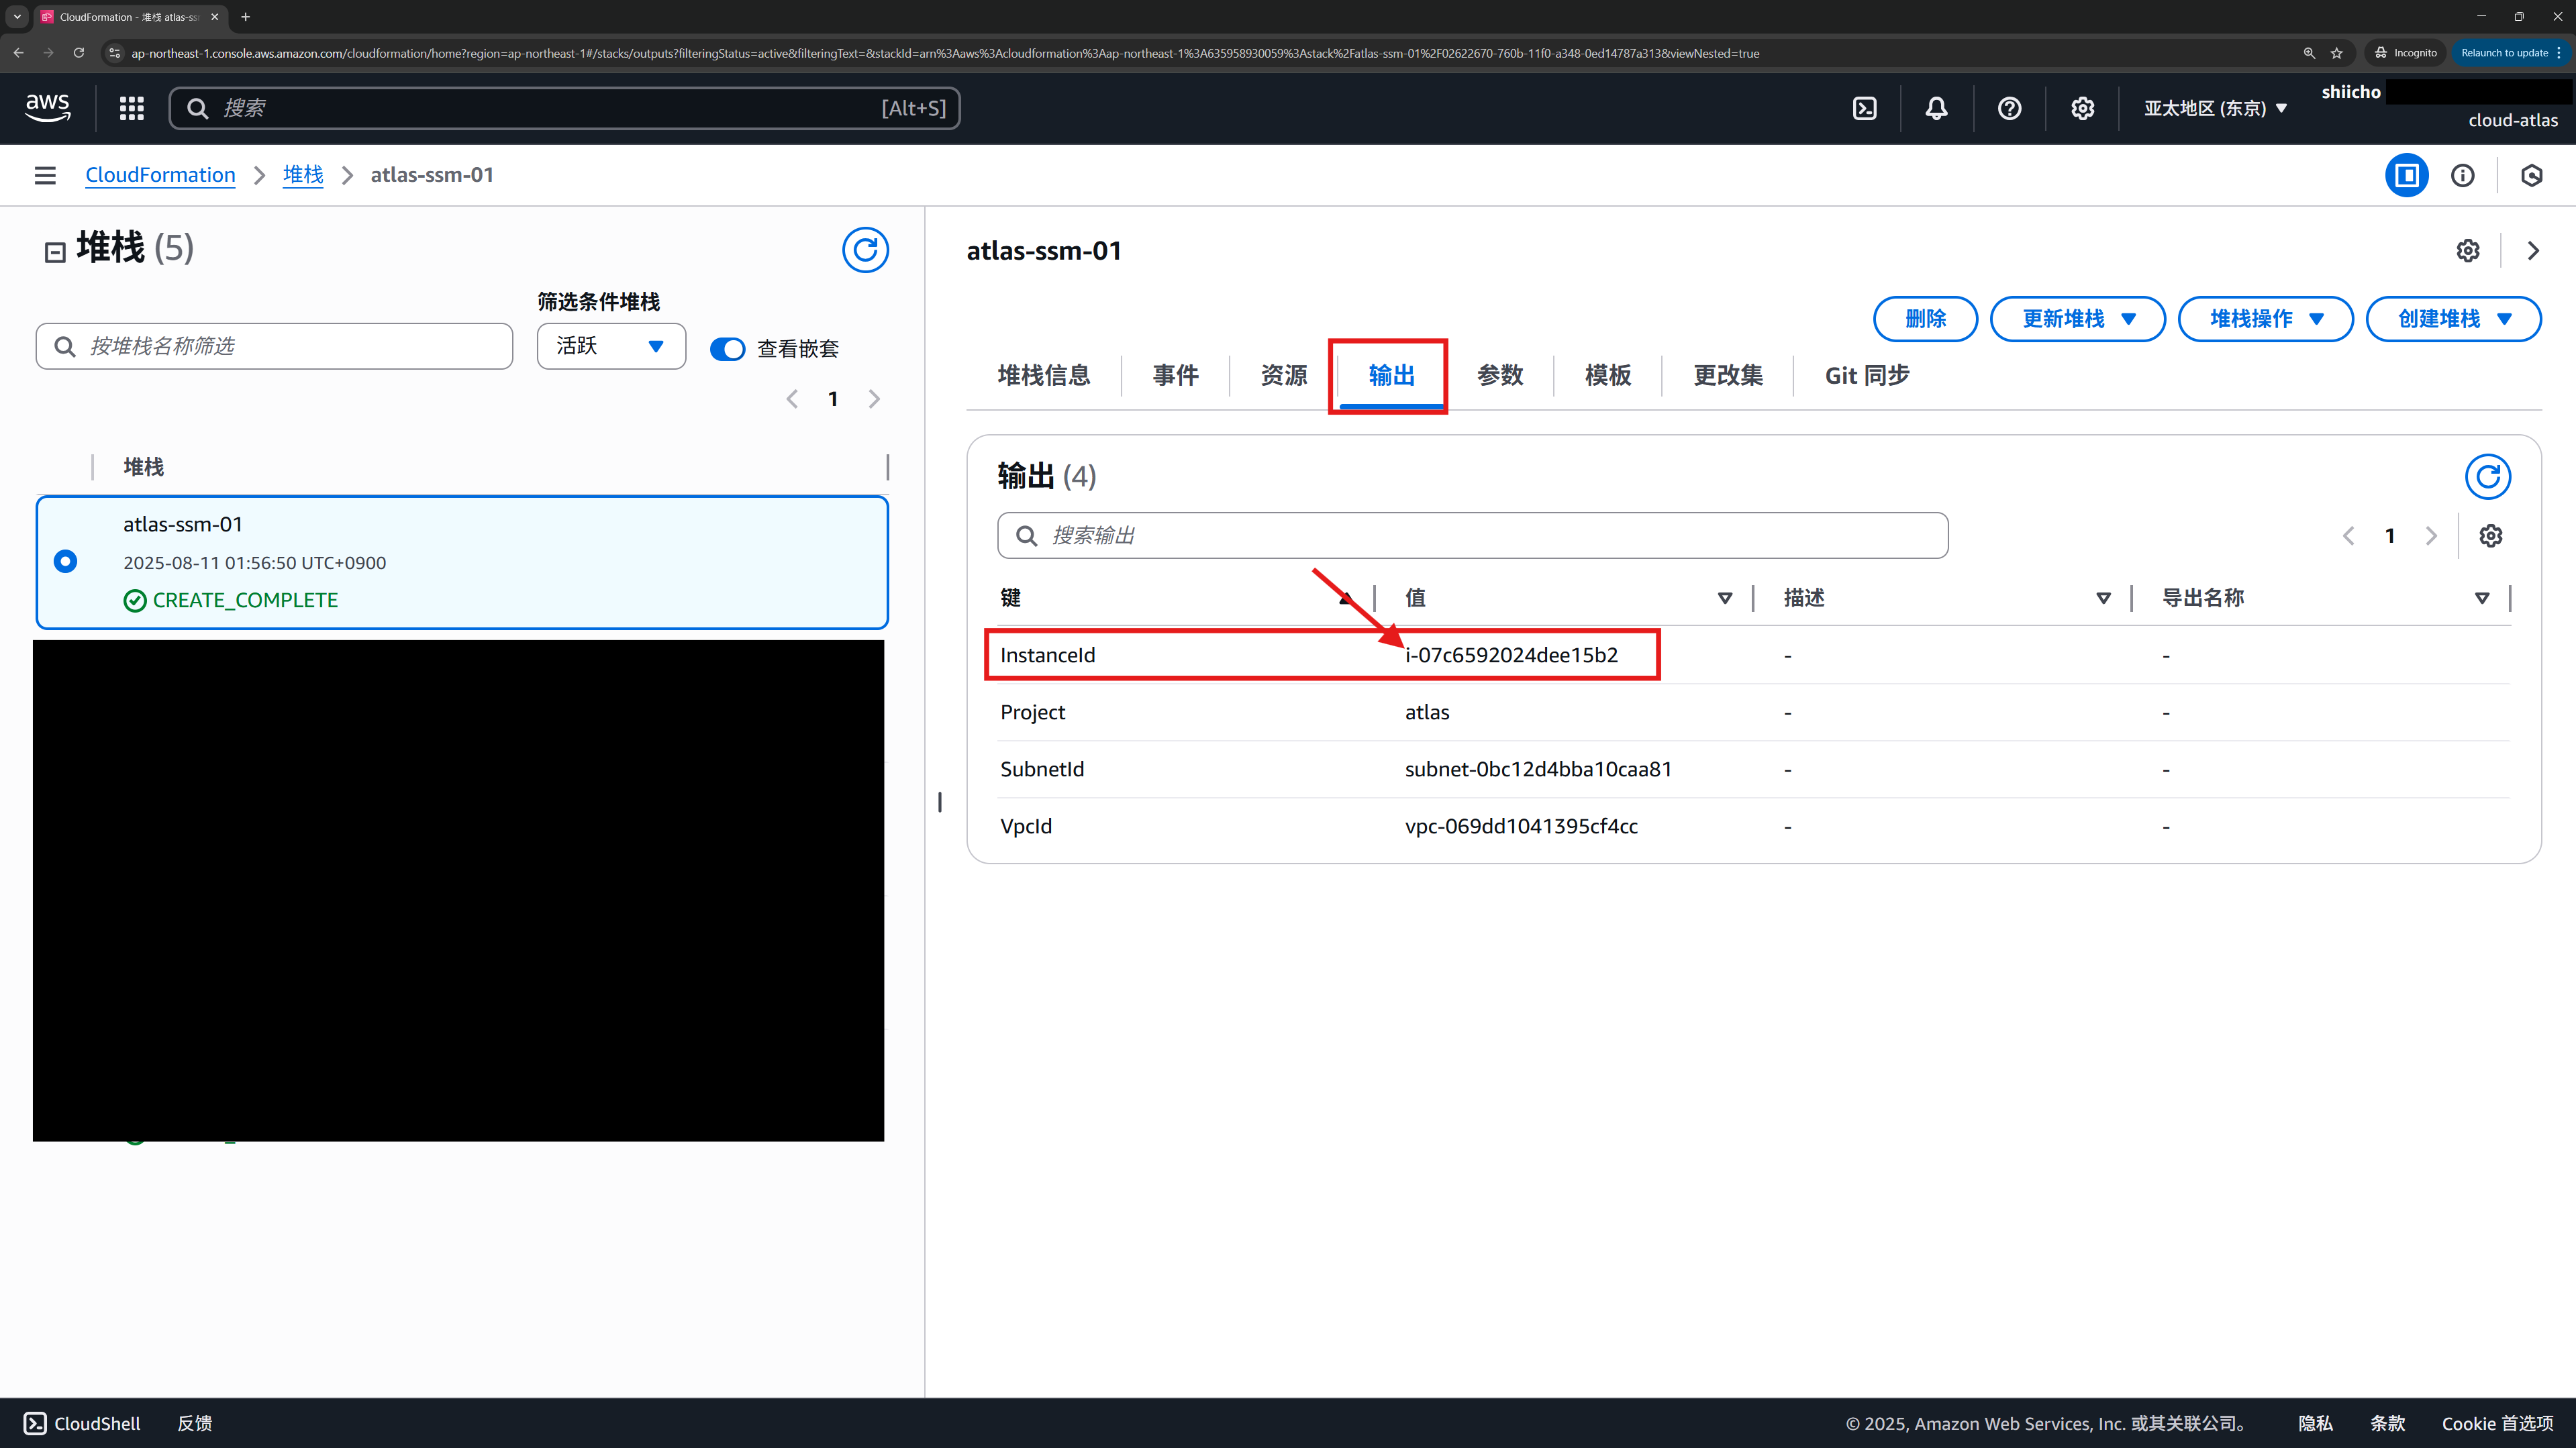 CloudFormation - 堆栈 atlas-ss
ap-northeast-1.console.aws.amazon.com/cloudformation/home?region=ap-northeast-1#/stacks/outputs?filteringStatus=active&filteringText=&stackId=arn%3Aaws%3Acloudformation%3Aap-northeast-1%3A635958930059%3Astack%2Fatlas-ssm-01%2F02622670-760b-11f0-a348-0ed14787a313&viewNested=true
Incognito
Relaunch to update
aws
搜索
[Alt+S]
亚太地区 (东京)
shiicho
cloud-atlas
CloudFormation
堆栈
atlas-ssm-01
堆栈 (5)
筛选条件堆栈
按堆栈名称筛选
活跃
查看嵌套
1
堆栈
atlas-ssm-01
2025-08-11 01:56:50 UTC+0900
CREATE_COMPLETE
atlas-ssm-01
删除
更新堆栈
堆栈操作
创建堆栈
堆栈信息
事件
资源
输出
参数
模板
更改集
Git 同步
输出 (4)
搜索输出
1
键 值 描述 导出名称
InstanceId i-07c6592024dee15b2 - -
Project atlas - -
SubnetId subnet-0bc12d4bba10caa81 - -
VpcId vpc-069dd1041395cf4cc - -
CloudShell
反馈
© 2025, Amazon Web Services, Inc. 或其关联公司。
隐私
条款
Cookie 首选项